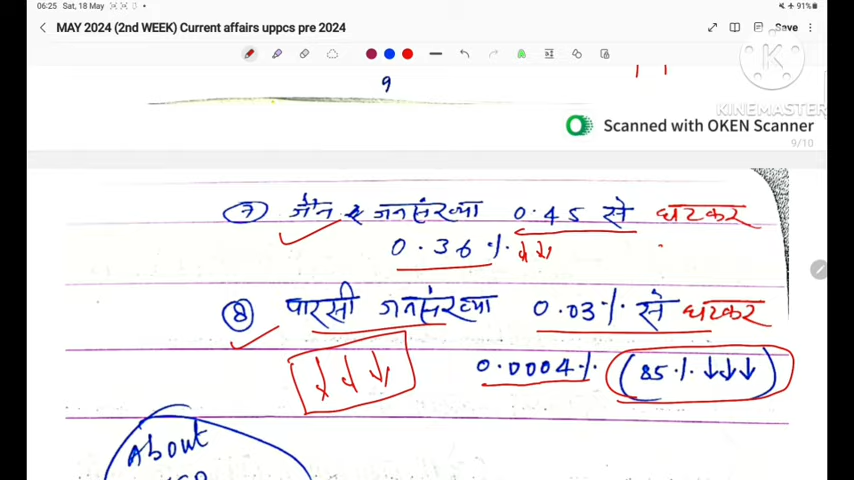 06:25 Sat, 18 May
91%
MAY 2024 (2nd WEEK) Current affairs uppcs pre 2024
Save
K
KINEMASTER
9
Scanned with OKEN Scanner
9/10
⑦ जैन जनसंख्या 0.45 से घटकर
0.36 % ↓↓
⑧ पारसी जनसंख्या 0.03 % से घटकर
↓ ↓ ↓ 0.0004 % (85 % ↓↓↓)
About